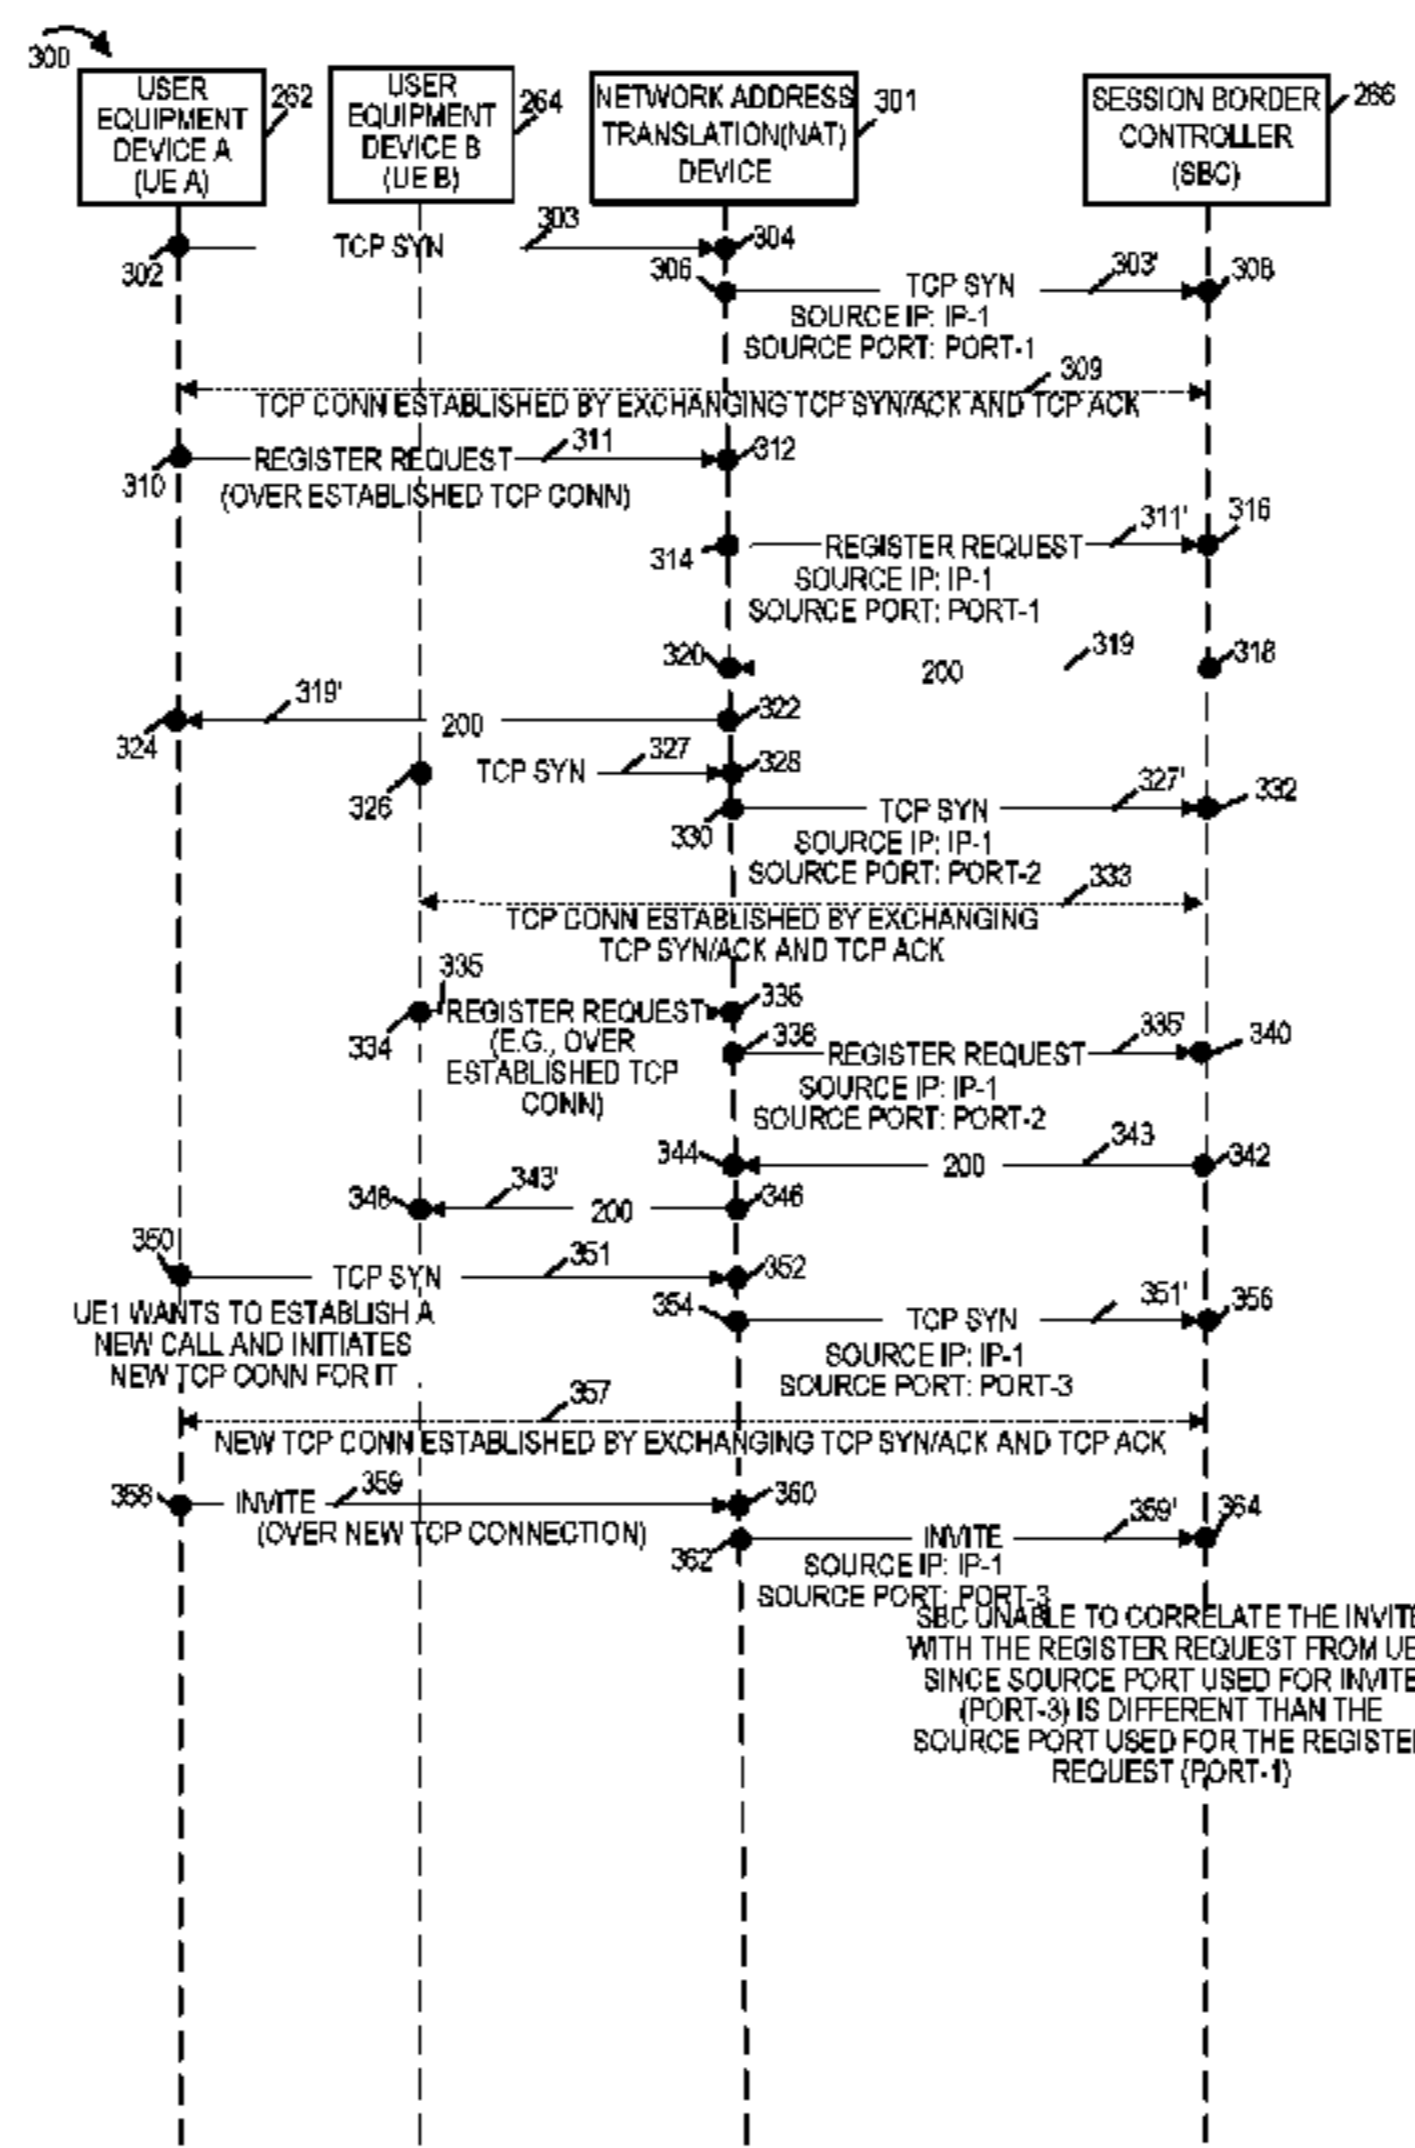 300
USER
EQUIPMENT
DEVICE A
(UE A)
262
USER
EQUIPMENT
DEVICE B
(UE B)
264
NETWORK ADDRESS
TRANSLATION(NAT)
DEVICE
301
SESSION BORDER
CONTROLLER
(SBC)
266
302
TCP SYN
303
304
306
TCP SYN
303'
308
SOURCE IP: IP-1
SOURCE PORT: PORT-1
309
TCP CONN ESTABLISHED BY EXCHANGING TCP SYN/ACK AND TCP ACK
310
REGISTER REQUEST
311
312
(OVER ESTABLISHED TCP CONN)
314
REGISTER REQUEST
311'
316
SOURCE IP: IP-1
SOURCE PORT: PORT-1
320
200
319
318
324
319'
200
322
326
TCP SYN
327
328
330
TCP SYN
327'
332
SOURCE IP: IP-1
SOURCE PORT: PORT-2
333
TCP CONN ESTABLISHED BY EXCHANGING
TCP SYN/ACK AND TCP ACK
335
334
REGISTER REQUEST
336
(E.G., OVER
ESTABLISHED TCP
CONN)
338
REGISTER REQUEST
335'
340
SOURCE IP: IP-1
SOURCE PORT: PORT-2
344
200
343
342
348
343'
200
346
350
TCP SYN
351
352
UE1 WANTS TO ESTABLISH A
NEW CALL AND INITIATES
NEW TCP CONN FOR IT
354
TCP SYN
351'
356
SOURCE IP: IP-1
SOURCE PORT: PORT-3
357
NEW TCP CONN ESTABLISHED BY EXCHANGING TCP SYN/ACK AND TCP ACK
358
INVITE
359
360
(OVER NEW TCP CONNECTION)
362
INVITE
359'
364
SOURCE IP: IP-1
SOURCE PORT: PORT-3
SBC UNABLE TO CORRELATE THE INVITE
WITH THE REGISTER REQUEST FROM UE
SINCE SOURCE PORT USED FOR INVITE
(PORT-3) IS DIFFERENT THAN THE
SOURCE PORT USED FOR THE REGISTER
REQUEST (PORT-1)